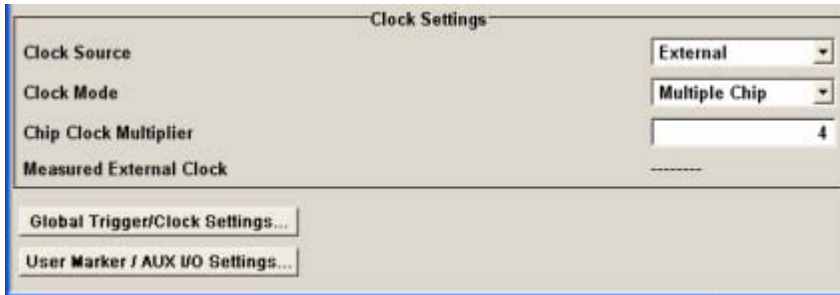 Clock Settings
Clock Source External
Clock Mode Multiple Chip
Chip Clock Multiplier 4
Measured External Clock --------
Global Trigger/Clock Settings...
User Marker / AUX I/O Settings...